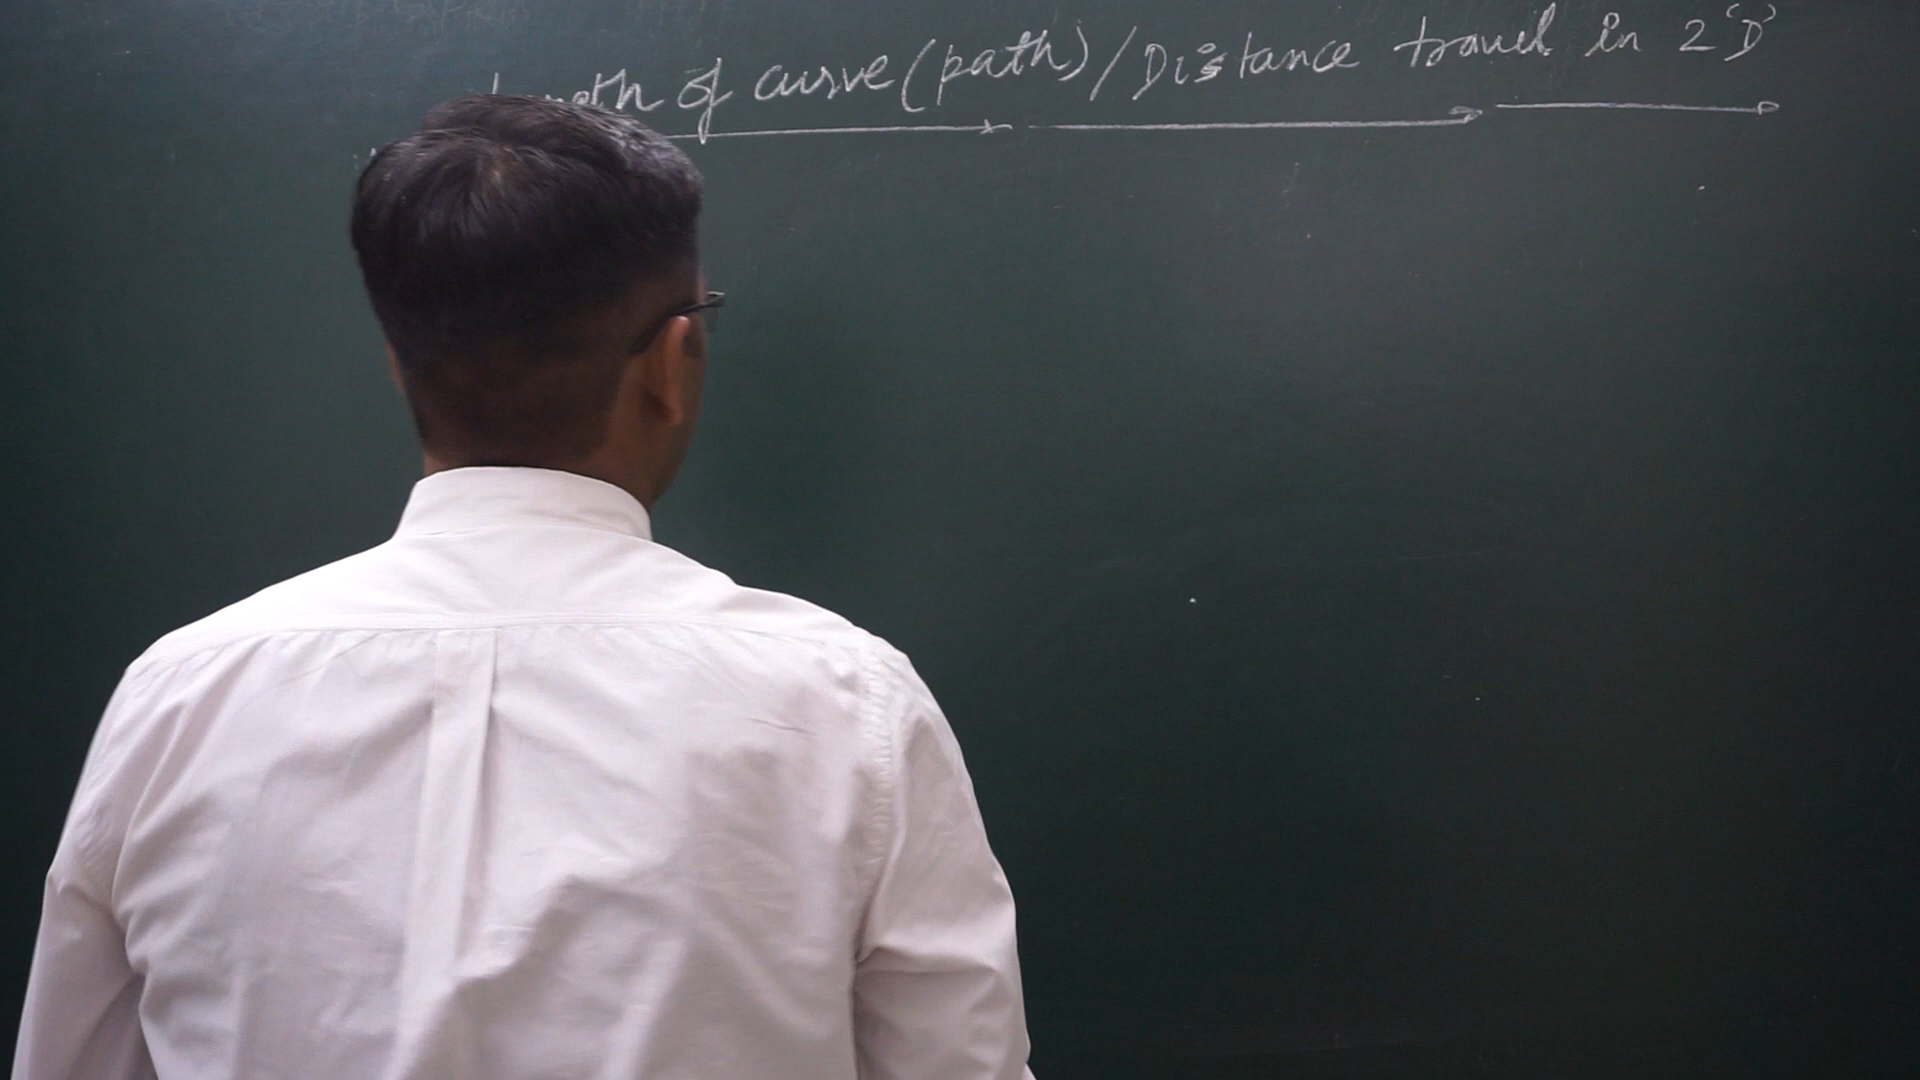 of curve (path) / Distance travel in 2 'D'